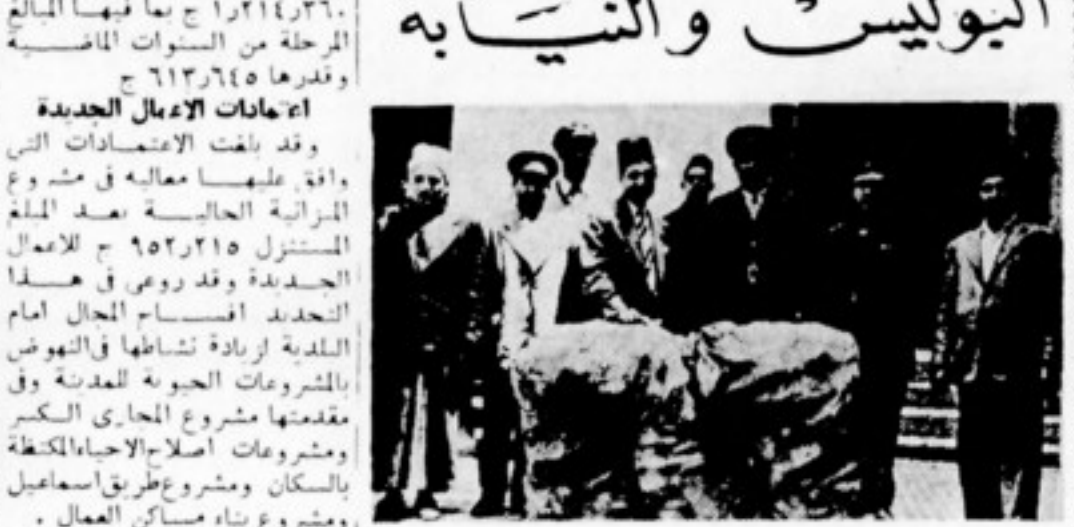 البوليس والنيابه
٣٦٠ر٢١٤ر١ ج بما فيها المبالغ
المرحلة من السنوات الماضية
وقدرها ٦٤٥ر٦١٣ ج
اعتمادات الاعمال الجديدة
وقد بلغت الاعتمادات التى
وافق عليها معاليه فى مشروع
الميزانية الحالية بعد المبلغ
المستنزل ٢١٥ر٩٥٢ ج للاعمال
الجديدة وقد روعى فى هذا
التحديد افساح المجال امام
البلدية لزيادة نشاطها فى النهوض
بالمشروعات الحيوية للمدينة وفى
مقدمتها مشروع المجارى الكبير
ومشروعات اصلاح الاحياء المكتظة
بالسكان ومشروع طريق اسماعيل
ومشروع بناء مساكن العمال .